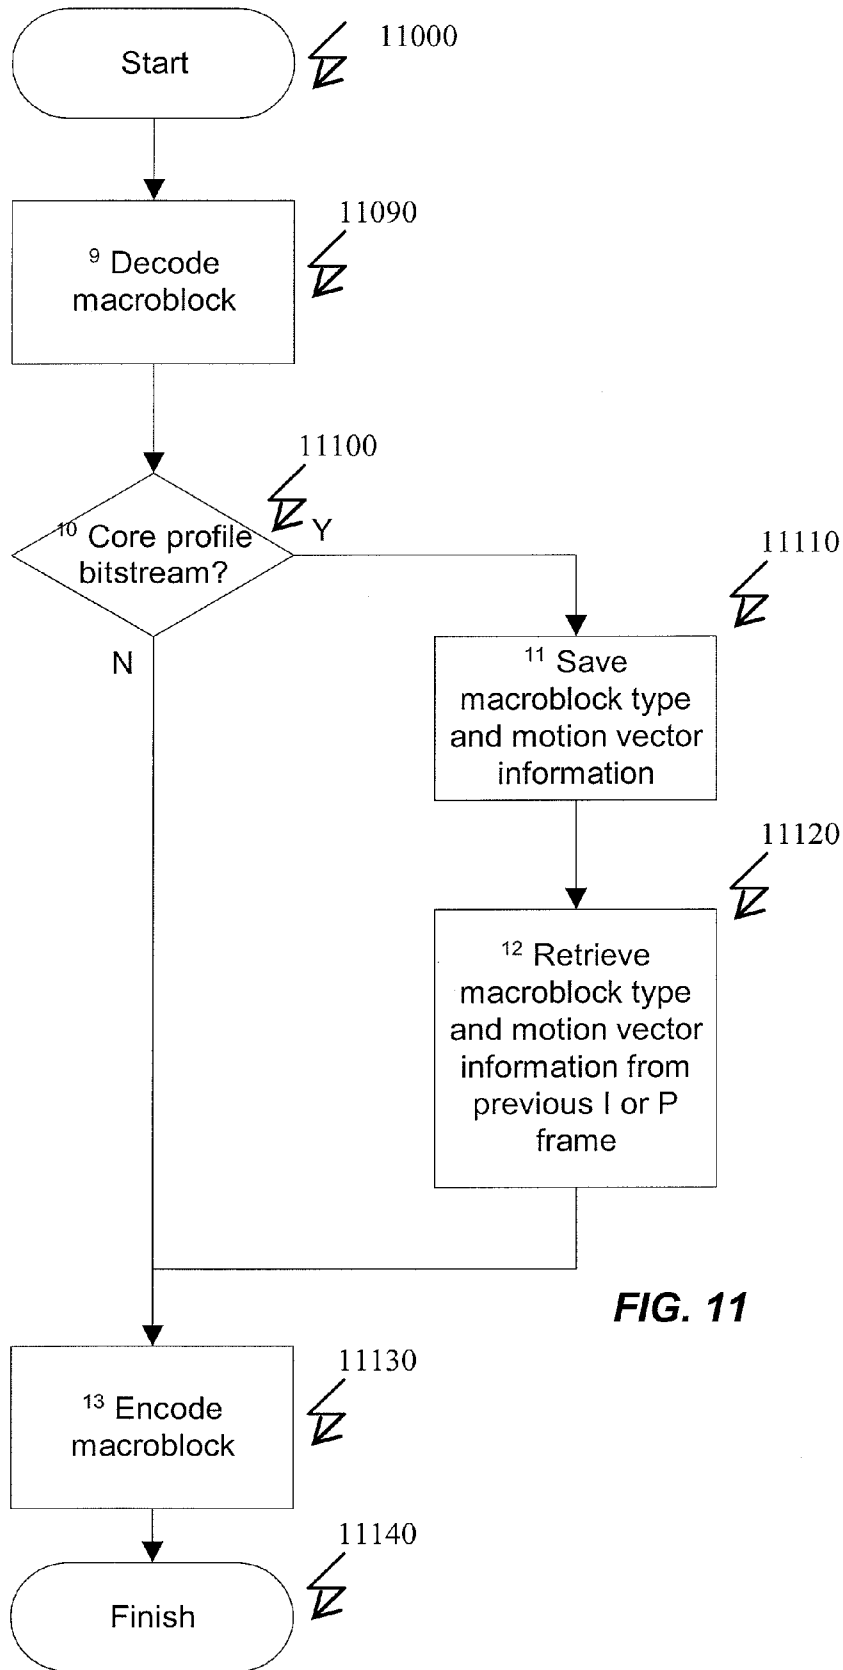 Start
11000
11090
⁹ Decode
macroblock
11100
¹⁰ Core profile
bitstream?
Y
N
11110
¹¹ Save
macroblock type
and motion vector
information
11120
¹² Retrieve
macroblock type
and motion vector
information from
previous I or P
frame
FIG. 11
11130
¹³ Encode
macroblock
11140
Finish